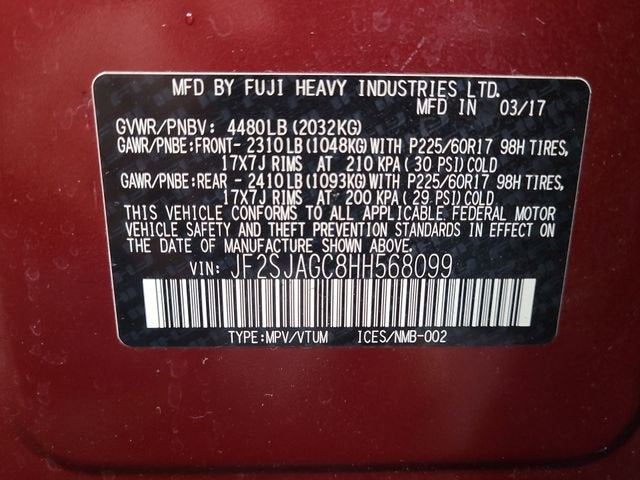 MFD BY FUJI HEAVY INDUSTRIES LTD.
MFD IN 03/17
GVWR/PNBV: 4480LB(2032KG)
GAWR/PNBE:FRONT- 2310LB(1048KG)WITH P225/60R17 98H TIRES,
17X7J RIMS AT 210 KPA(30 PSI)COLD
GAWR/PNBE:REAR - 2410LB(1093KG)WITH P225/60R17 98H TIRES,
17X7J RIMS AT 200 KPA(29 PSI)COLD
THIS VEHICLE CONFORMS TO ALL APPLICABLE FEDERAL MOTOR
VEHICLE SAFETY AND THEFT PREVENTION STANDARDS IN EFFECT
ON THE DATE OF MANUFACTURE SHOWN ABOVE.
VIN: JF2SJAGC8HH568099
TYPE:MPV/VTUM ICES/NMB-002